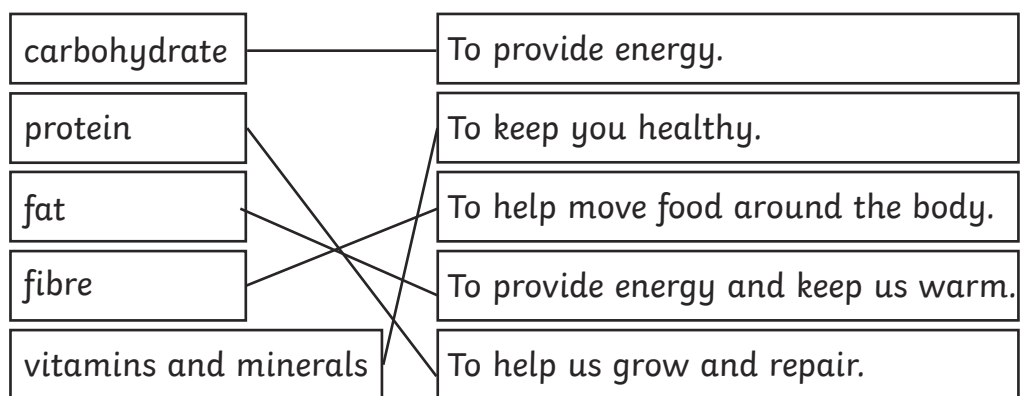 carbohydrate
To provide energy.
protein
To keep you healthy.
fat
To help move food around the body.
fibre
To provide energy and keep us warm.
vitamins and minerals
To help us grow and repair.